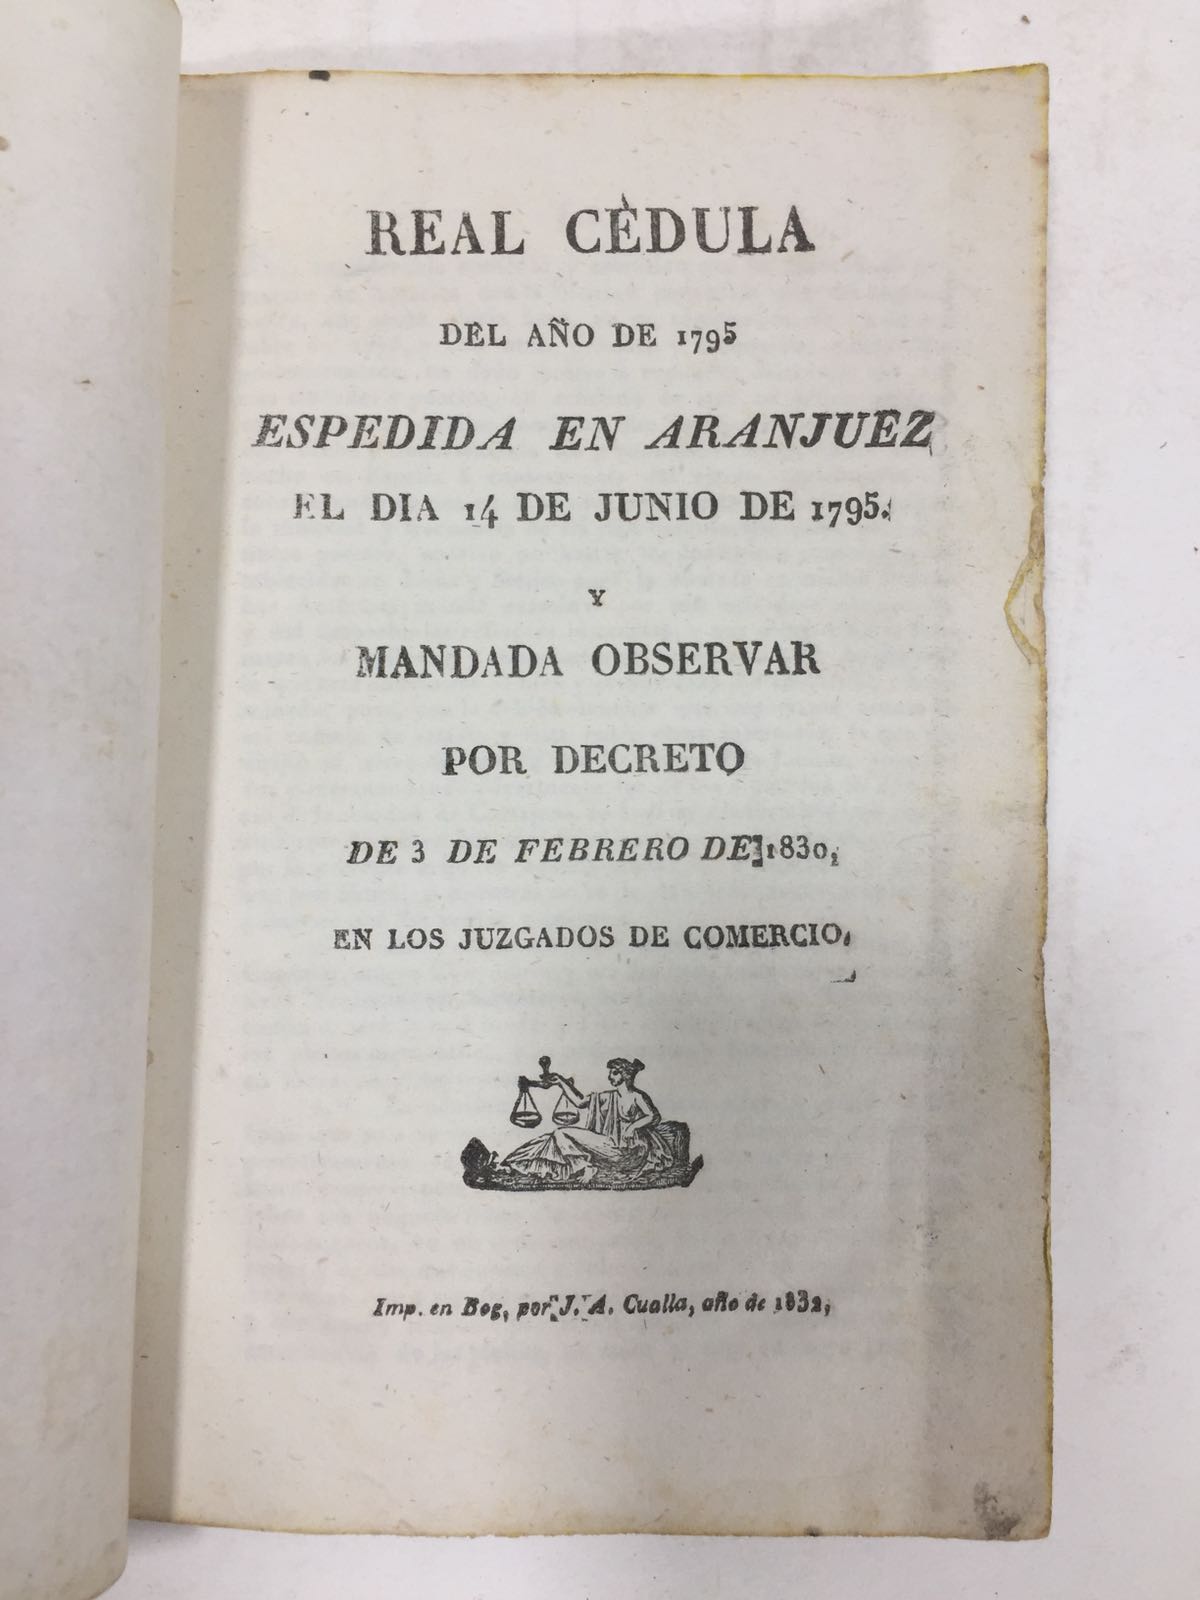 REAL CÈDULA
DEL AÑO DE 1795
ESPEDIDA EN ARANJUEZ
EL DIA 14 DE JUNIO DE 1795.
Y
MANDADA OBSERVAR
POR DECRETO
DE 3 DE FEBRERO DE 1830,
EN LOS JUZGADOS DE COMERCIO.
Imp. en Bog, por J. A. Cualla, año de 1832,